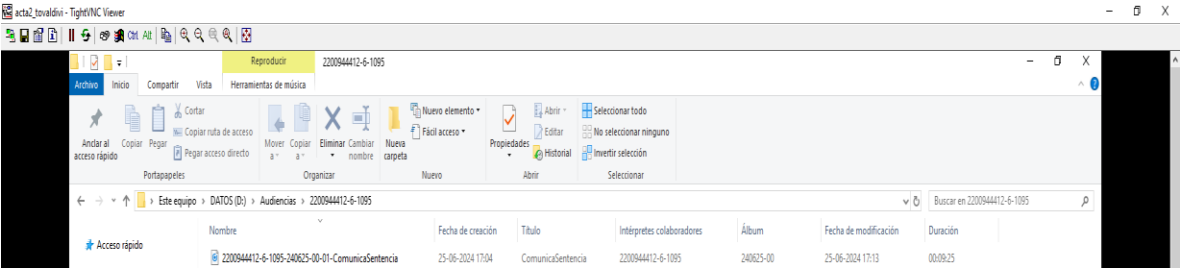 acta2_tovaldivi - TightVNC Viewer
Ctrl Alt
Reproducir 2200944412-6-1095
Archivo Inicio Compartir Vista Herramientas de música
Anclar al acceso rápido
Copiar
Pegar
Cortar
Copiar ruta de acceso
Pegar acceso directo
Mover a
Copiar a
Eliminar
Cambiar nombre
Nueva carpeta
Nuevo elemento
Fácil acceso
Propiedades
Abrir
Editar
Historial
Seleccionar todo
No seleccionar ninguno
Invertir selección
Portapapeles Organizar Nuevo Abrir Seleccionar
Este equipo > DATOS (D:) > Audiencias > 2200944412-6-1095
Buscar en 2200944412-6-1095
Acceso rápido
Nombre Fecha de creación Título Intérpretes colaboradores Álbum Fecha de modificación Duración
2200944412-6-1095-240625-00-01-ComunicaSentencia 25-06-2024 17:04 ComunicaSentencia 2200944412-6-1095 240625-00 25-06-2024 17:13 00:09:25